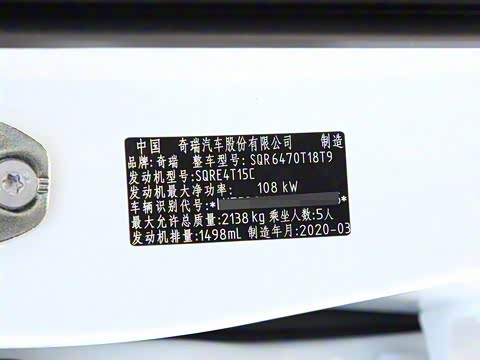 中国 奇瑞汽车股份有限公司 制造
品牌:奇瑞 整车型号:SQR6470T18T9
发动机型号:SQRE4T15C
发动机最大净功率: 108 kW
车辆识别代号:*
最大允许总质量:2138kg 乘坐人数:5人
发动机排量:1498mL 制造年月:2020-03